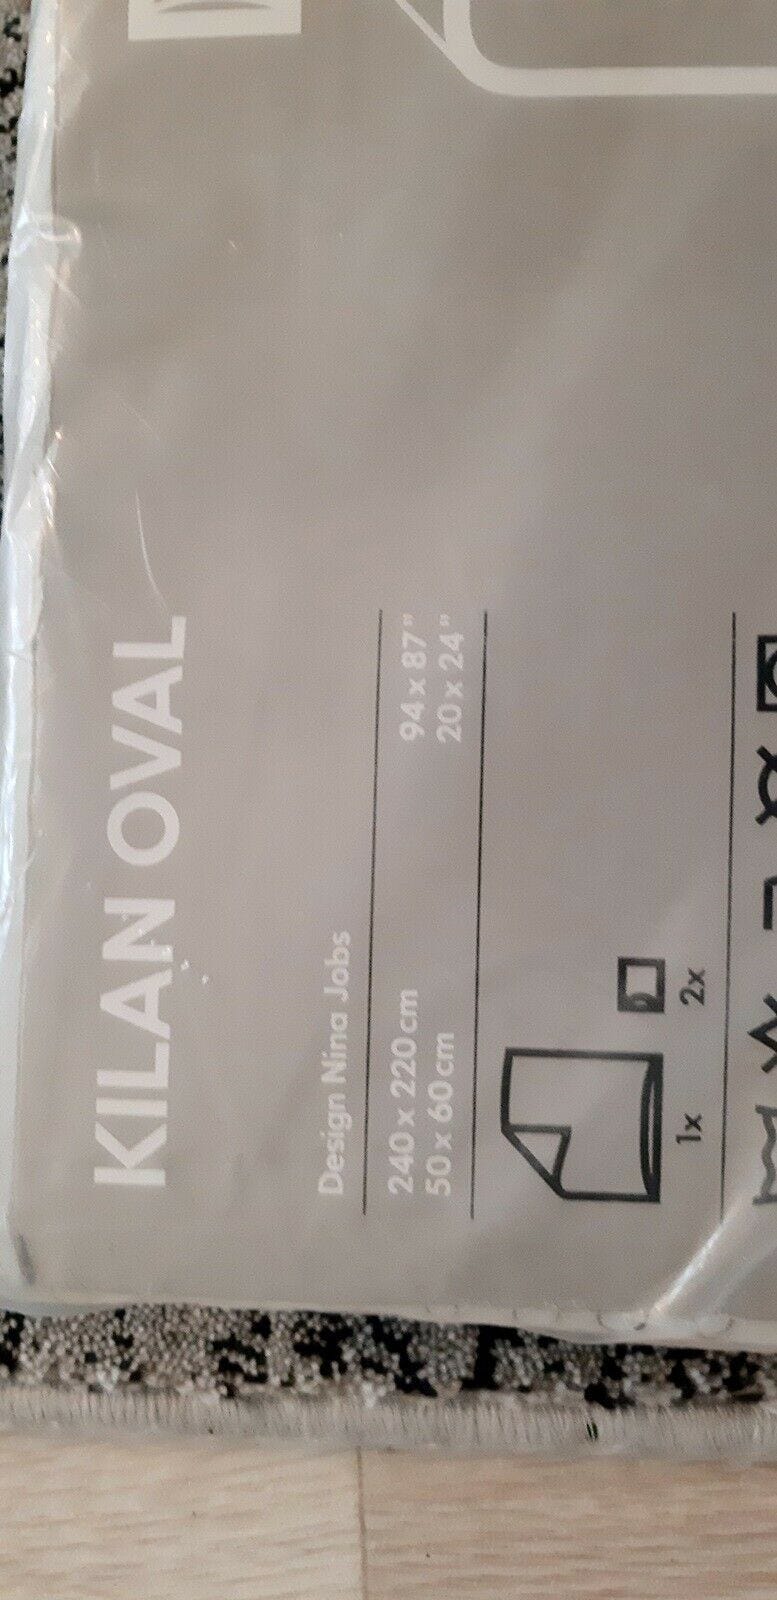 KILAN OVAL
Design Nina Jobs
240 x 220 cm 94 x 87"
50 x 60 cm 20 x 24"
1x 2x